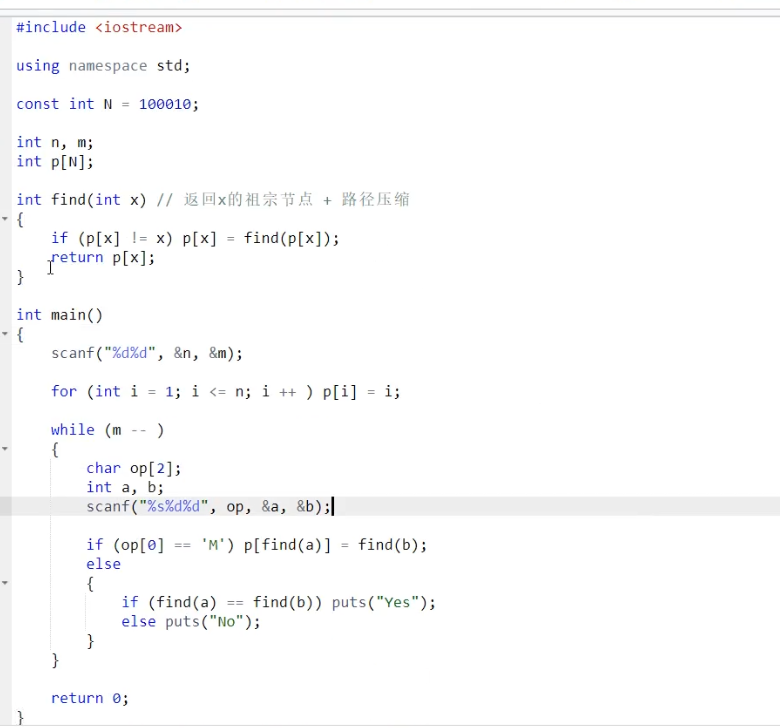 #include <iostream>
using namespace std;
const int N = 100010;
int n, m;
int p[N];
int find(int x) // 返回x的祖宗节点 + 路径压缩
{
if (p[x] != x) p[x] = find(p[x]);
return p[x];
}
int main()
{
scanf("%d%d", &n, &m);
for (int i = 1; i <= n; i ++ ) p[i] = i;
while (m -- )
{
char op[2];
int a, b;
scanf("%s%d%d", op, &a, &b);
if (op[0] == 'M') p[find(a)] = find(b);
else
{
if (find(a) == find(b)) puts("Yes");
else puts("No");
}
}
return 0;
}